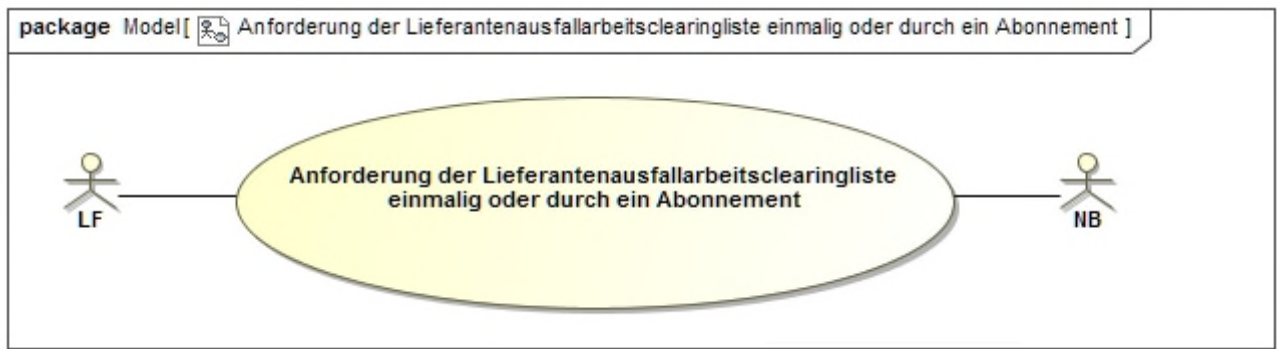 package Model[ Anforderung der Lieferantenausfallarbeitsclearingliste einmalig oder durch ein Abonnement ]
Anforderung der Lieferantenausfallarbeitsclearingliste
einmalig oder durch ein Abonnement
LF
NB